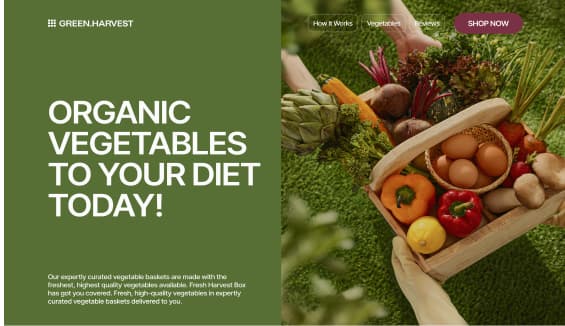 GREEN.HARVEST
How It Works
Vegetables
Reviews
SHOP NOW
ORGANIC
VEGETABLES
TO YOUR DIET
TODAY!
Our expertly curated vegetable baskets are made with the
freshest, highest quality vegetables available. Fresh Harvest Box
has got you covered. Fresh, high-quality vegetables in expertly
curated vegetable baskets delivered to you.